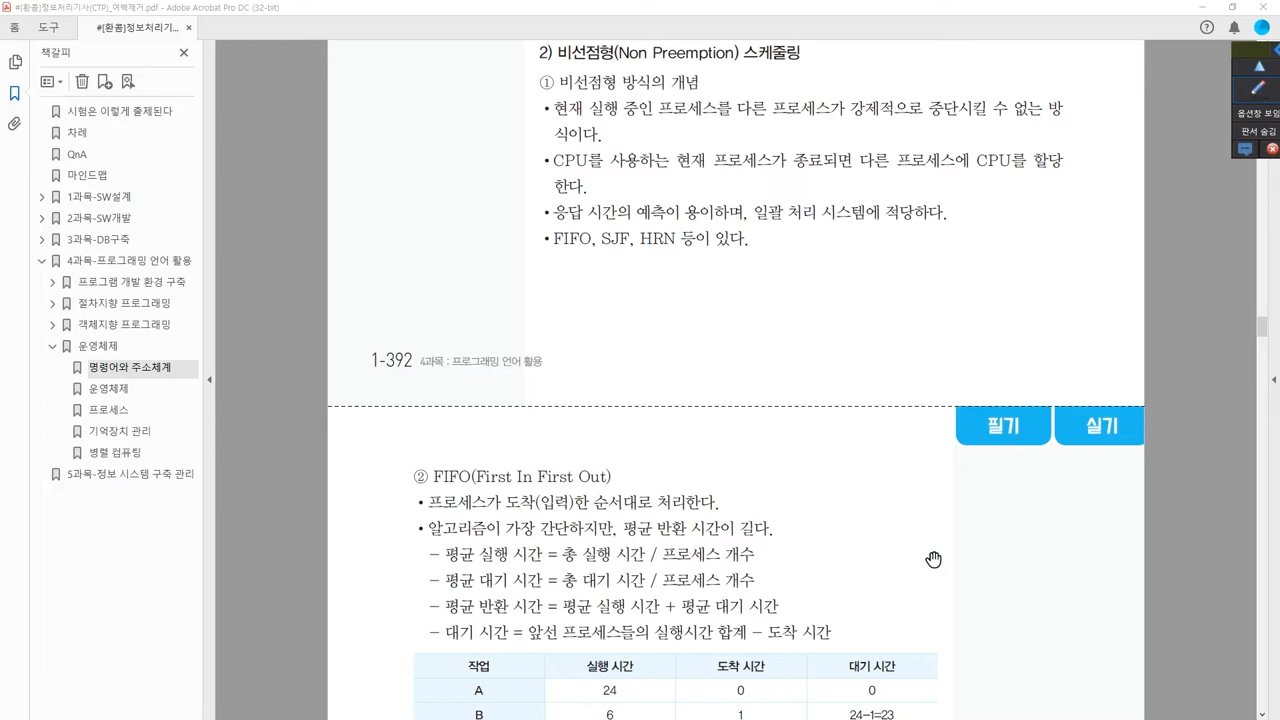 #[환콤]정보처리기사(CTP)_여백제거.pdf - Adobe Acrobat Pro DC (32-bit)
홈 도구 #[환콤]정보처리기... ×
책갈피
시험은 이렇게 출제된다
차례
QnA
마인드맵
1과목-SW설계
2과목-SW개발
3과목-DB구축
4과목-프로그래밍 언어 활용
프로그램 개발 환경 구축
절차지향 프로그래밍
객체지향 프로그래밍
운영체제
명령어와 주소체계
운영체제
프로세스
기억장치 관리
병렬 컴퓨팅
5과목-정보 시스템 구축 관리
2) 비선점형(Non Preemption) 스케줄링
① 비선점형 방식의 개념
• 현재 실행 중인 프로세스를 다른 프로세스가 강제적으로 중단시킬 수 없는 방
식이다.
• CPU를 사용하는 현재 프로세스가 종료되면 다른 프로세스에 CPU를 할당
한다.
• 응답 시간의 예측이 용이하며, 일괄 처리 시스템에 적당하다.
• FIFO, SJF, HRN 등이 있다.
1-392 4과목 : 프로그래밍 언어 활용
필기 실기
② FIFO(First In First Out)
• 프로세스가 도착(입력)한 순서대로 처리한다.
• 알고리즘이 가장 간단하지만, 평균 반환 시간이 길다.
– 평균 실행 시간 = 총 실행 시간 / 프로세스 개수
– 평균 대기 시간 = 총 대기 시간 / 프로세스 개수
– 평균 반환 시간 = 평균 실행 시간 + 평균 대기 시간
– 대기 시간 = 앞선 프로세스들의 실행시간 합계 – 도착 시간
작업 실행 시간 도착 시간 대기 시간
A 24 0 0
B 6 1 24−1=23
옵션창 보임
판서 숨김